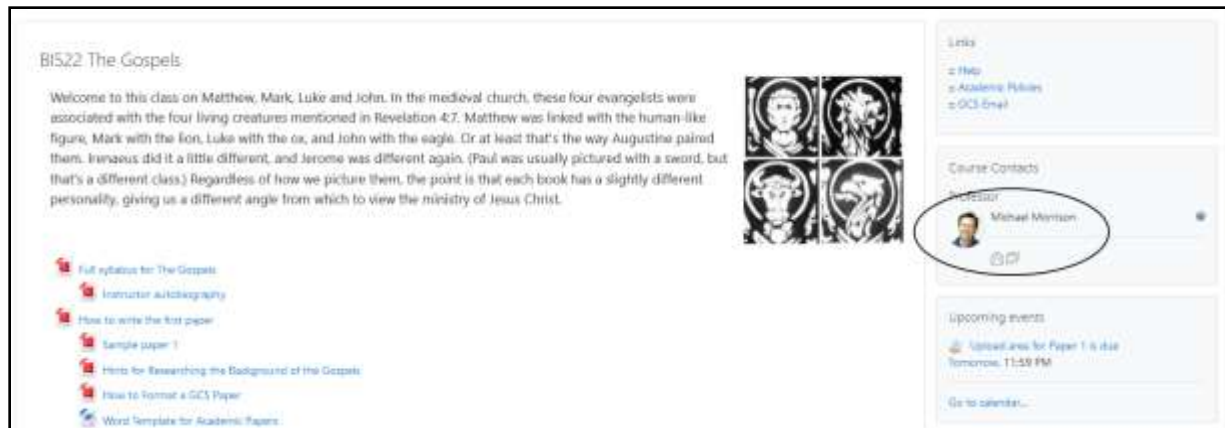 BI522 The Gospels
Welcome to this class on Matthew, Mark, Luke and John. In the medieval church, these four evangelists were
associated with the four living creatures mentioned in Revelation 4:7. Matthew was linked with the human-like
figure, Mark with the lion, Luke with the ox, and John with the eagle. Or at least that's the way Augustine paired
them. Irenaeus did it a little different, and Jerome was different again. (Paul was usually pictured with a sword, but
that's a different class.) Regardless of how we picture them, the point is that each book has a slightly different
personality, giving us a different angle from which to view the ministry of Jesus Christ.
Full syllabus for The Gospels
Instructor autobiography
How to write the first paper
Sample paper 1
Hints for Researching the Background of the Gospels
How to Format a GCS Paper
Word Template for Academic Papers
Links
Help
Academic Policies
GCS Email
Course Contacts
Professor
Michael Morrison
Upcoming events
Upload area for Paper 1 is due
Tomorrow, 11:59 PM
Go to calendar...